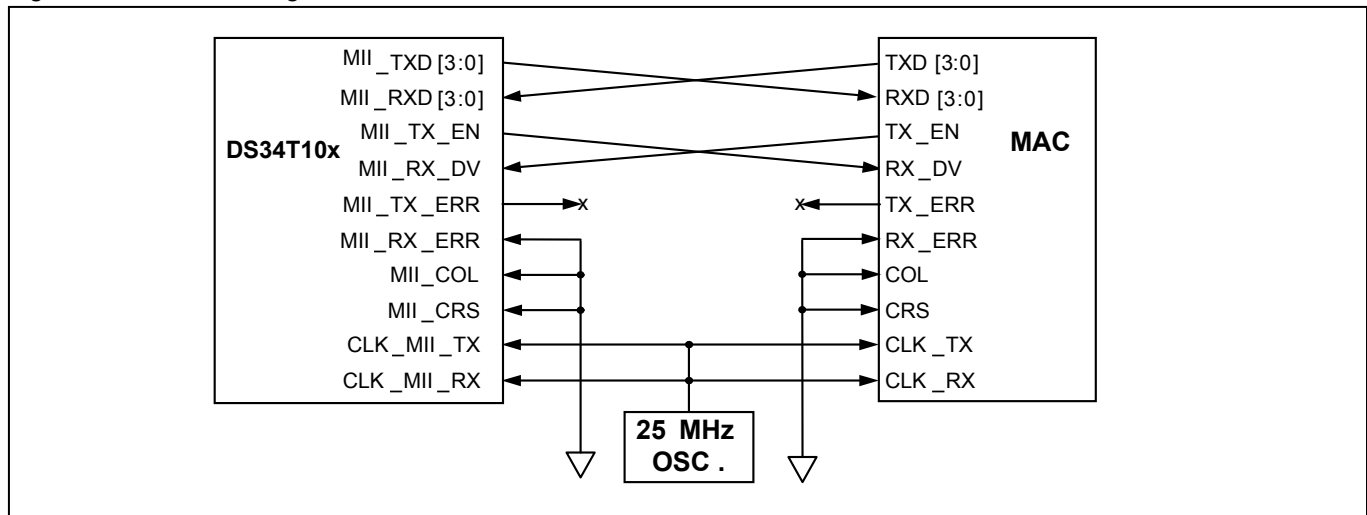 MII_TXD [3:0]
MII_RXD [3:0]
MII_TX_EN
MII_RX_DV
MII_TX_ERR
MII_RX_ERR
MII_COL
MII_CRS
CLK_MII_TX
CLK_MII_RX
DS34T10x
x
x
TXD [3:0]
RXD [3:0]
TX_EN
RX_DV
TX_ERR
RX_ERR
COL
CRS
CLK_TX
CLK_RX
MAC
25 MHz
OSC .